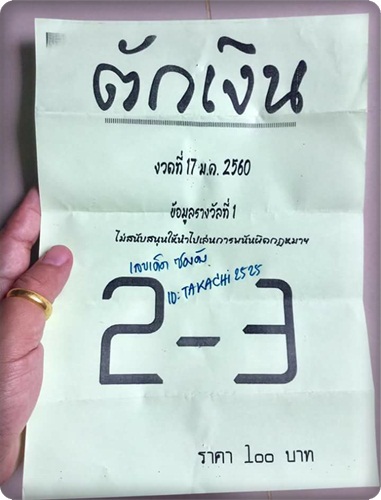 ตักเงิน
งวดที่ 17 ม.ค. 2560
ข้อมูลรางวัลที่ 1
ไม่สนับสนุนให้นำไปเล่นการพนันผิดกฎหมาย
เลขเด็ด ซองดัง
ID: TAKACHI2525
2-3
ราคา 100 บาท